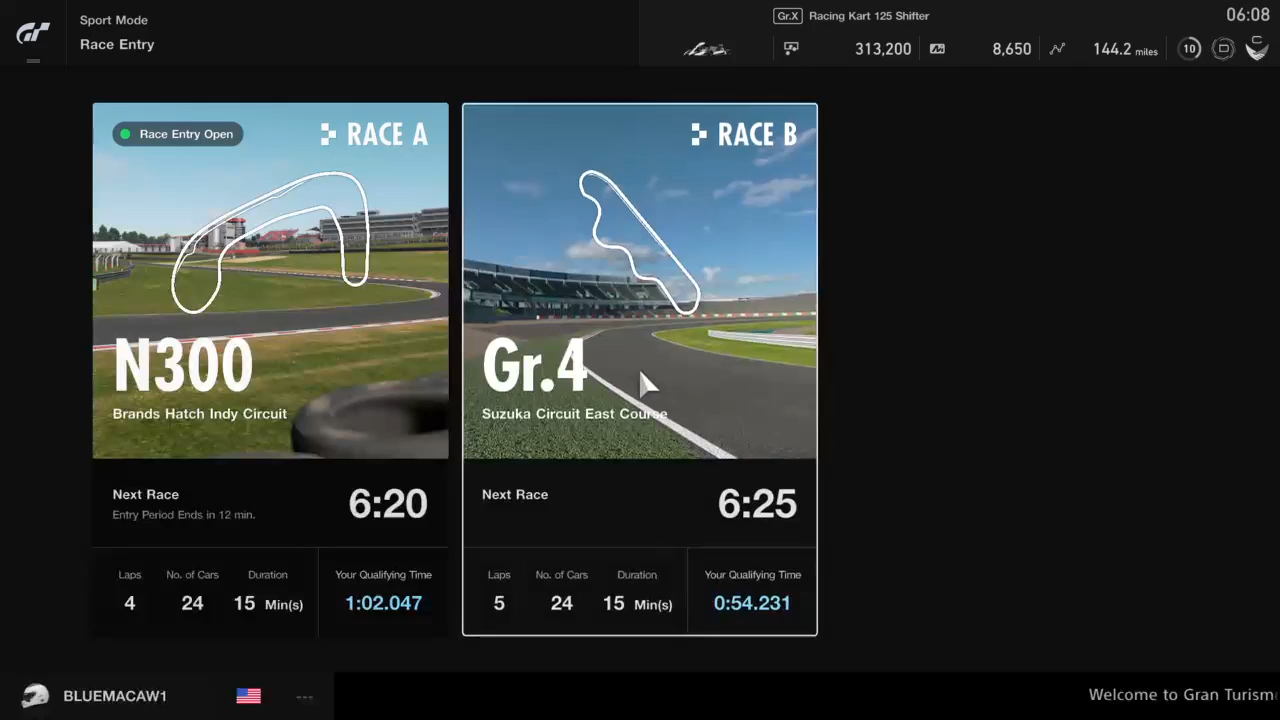 Sport Mode
Race Entry
Gr.X Racing Kart 125 Shifter
06:08
313,200
8,650
144.2 miles
10
C
Race Entry Open
RACE A
N300
Brands Hatch Indy Circuit
Next Race
Entry Period Ends in 12 min.
6:20
Laps No. of Cars Duration Your Qualifying Time
4 24 15 Min(s) 1:02.047
RACE B
Gr.4
Suzuka Circuit East Course
Next Race
6:25
Laps No. of Cars Duration Your Qualifying Time
5 24 15 Min(s) 0:54.231
BLUEMACAW1
---
Welcome to Gran Turism